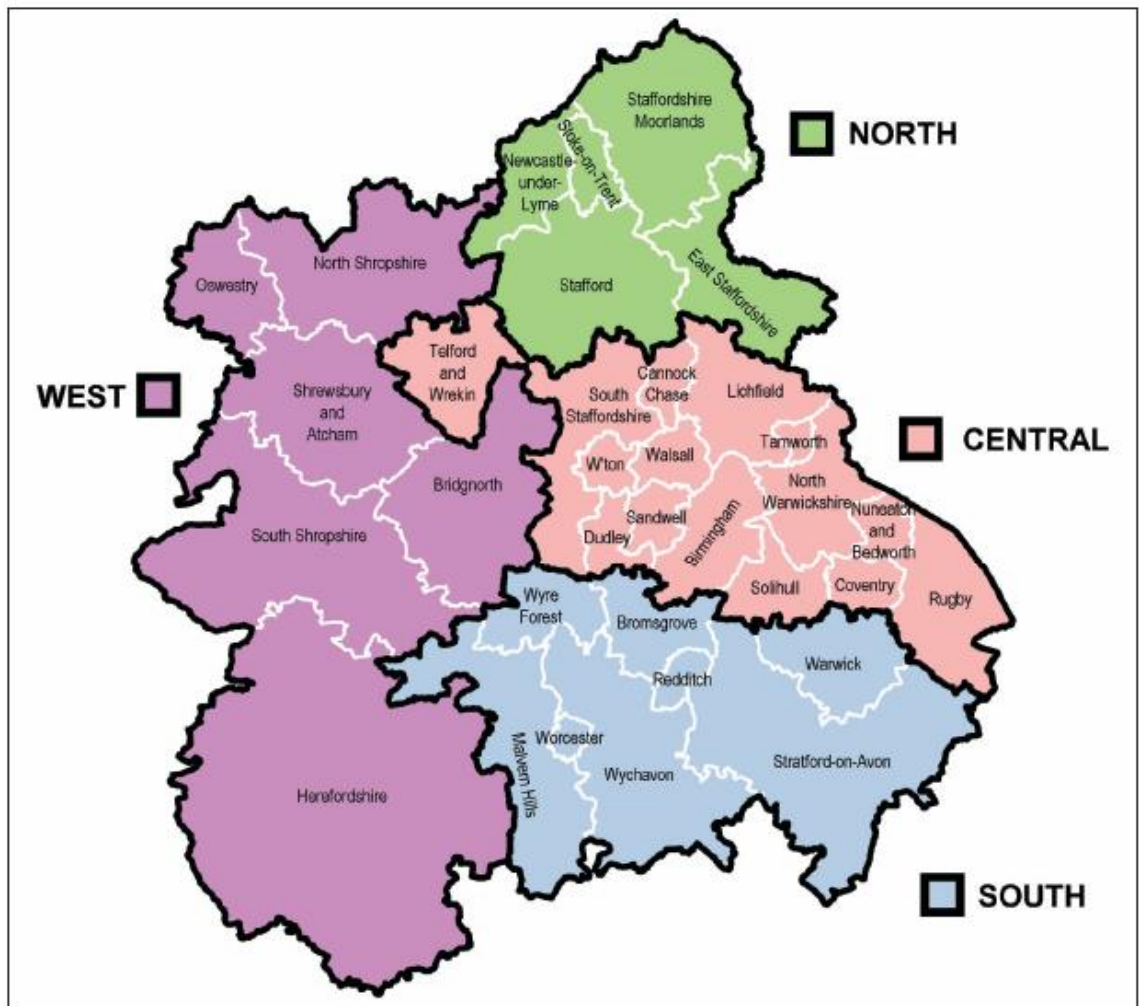 Staffordshire
Moorlands
NORTH
Stoke-on-Trent
Newcastle-
under-
Lyme
North Shropshire
Oswestry
Stafford
East Staffordshire
Telford
and
Wrekin
WEST
Shrewsbury
and
Atcham
Cannock
Chase
South
Staffordshire
Lichfield
CENTRAL
Tamworth
W'ton
Walsall
Bridgnorth
North
Warwickshire
Nuneaton
and
Bedworth
Sandwell
Birmingham
Dudley
South Shropshire
Solihull
Coventry
Rugby
Wyre
Forest
Bromsgrove
Warwick
Redditch
Worcester
Malvern Hills
Wychavon
Stratford-on-Avon
Herefordshire
SOUTH